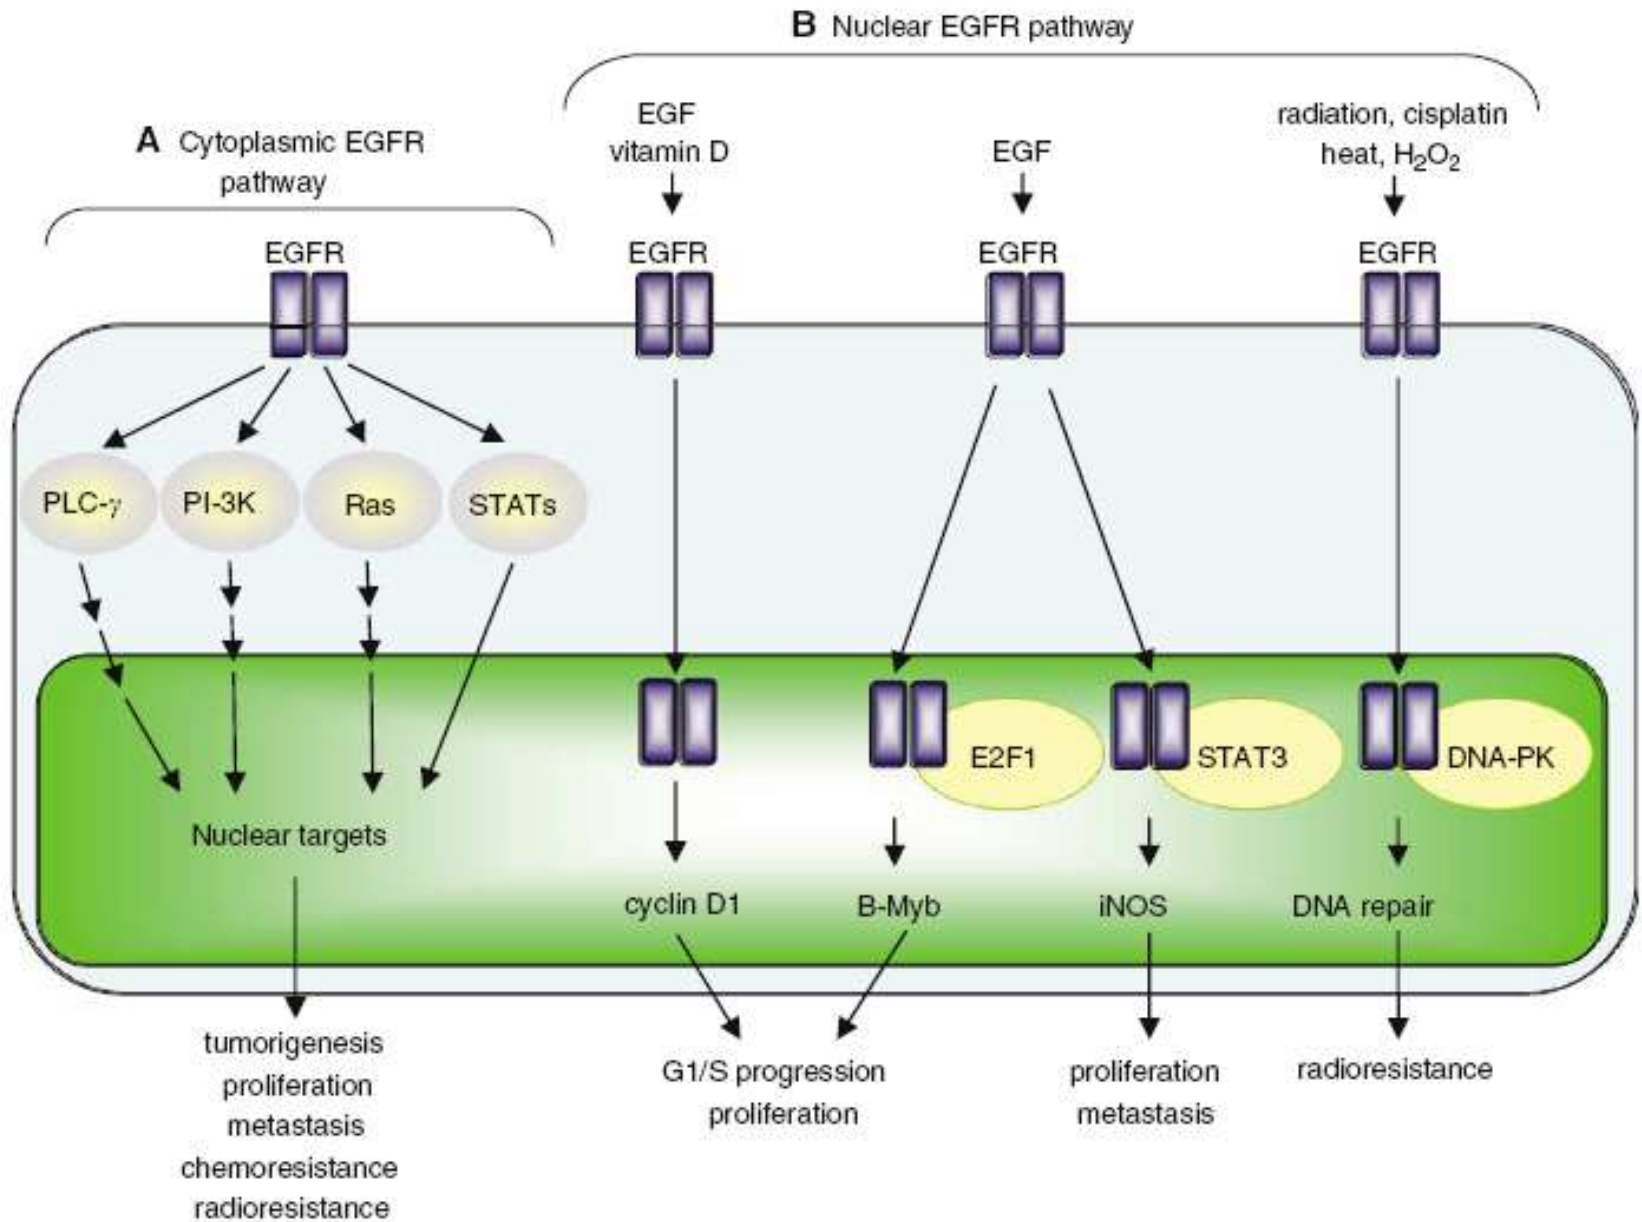 B Nuclear EGFR pathway
A Cytoplasmic EGFR
pathway
EGF
vitamin D
EGF
radiation, cisplatin
heat, H₂O₂
EGFR
EGFR
EGFR
EGFR
PLC-γ
PI-3K
Ras
STATs
E2F1
STAT3
DNA-PK
Nuclear targets
cyclin D1
B-Myb
iNOS
DNA repair
tumorigenesis
proliferation
metastasis
chemoresistance
radioresistance
G1/S progression
proliferation
proliferation
metastasis
radioresistance